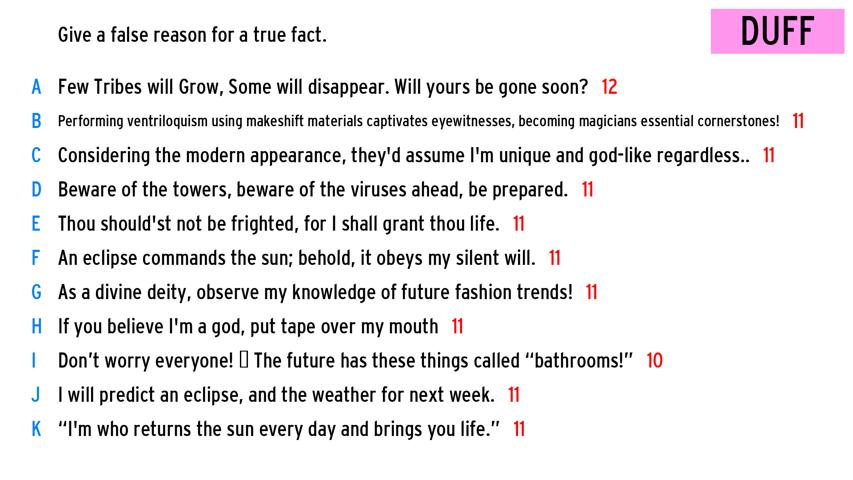 Give a false reason for a true fact.
DUFF
A Few Tribes will Grow, Some will disappear. Will yours be gone soon? 12
B Performing ventriloquism using makeshift materials captivates eyewitnesses, becoming magicians essential cornerstones! 11
C Considering the modern appearance, they'd assume I'm unique and god-like regardless.. 11
D Beware of the towers, beware of the viruses ahead, be prepared. 11
E Thou should'st not be frighted, for I shall grant thou life. 11
F An eclipse commands the sun; behold, it obeys my silent will. 11
G As a divine deity, observe my knowledge of future fashion trends! 11
H If you believe I'm a god, put tape over my mouth 11
I Don’t worry everyone! The future has these things called “bathrooms!” 10
J I will predict an eclipse, and the weather for next week. 11
K “I'm who returns the sun every day and brings you life.” 11